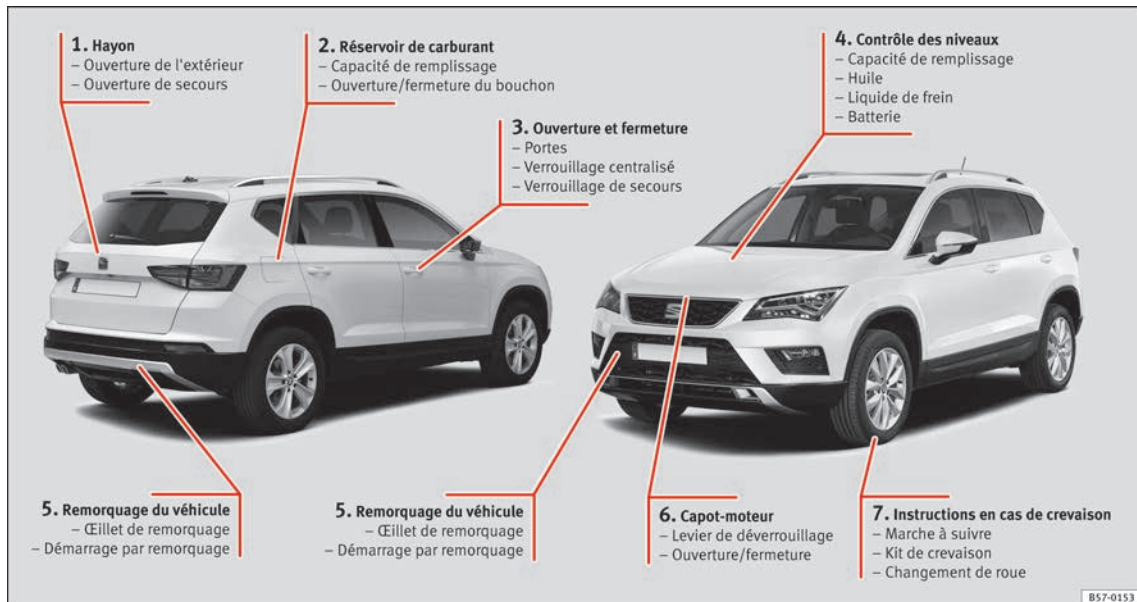 1. Hayon
– Ouverture de l'extérieur
– Ouverture de secours
2. Réservoir de carburant
– Capacité de remplissage
– Ouverture/fermeture du bouchon
3. Ouverture et fermeture
– Portes
– Verrouillage centralisé
– Verrouillage de secours
4. Contrôle des niveaux
– Capacité de remplissage
– Huile
– Liquide de frein
– Batterie
5. Remorquage du véhicule
– Œillet de remorquage
– Démarrage par remorquage
5. Remorquage du véhicule
– Œillet de remorquage
– Démarrage par remorquage
6. Capot-moteur
– Levier de déverrouillage
– Ouverture/fermeture
7. Instructions en cas de crevaison
– Marche à suivre
– Kit de crevaison
– Changement de roue
B57-0153